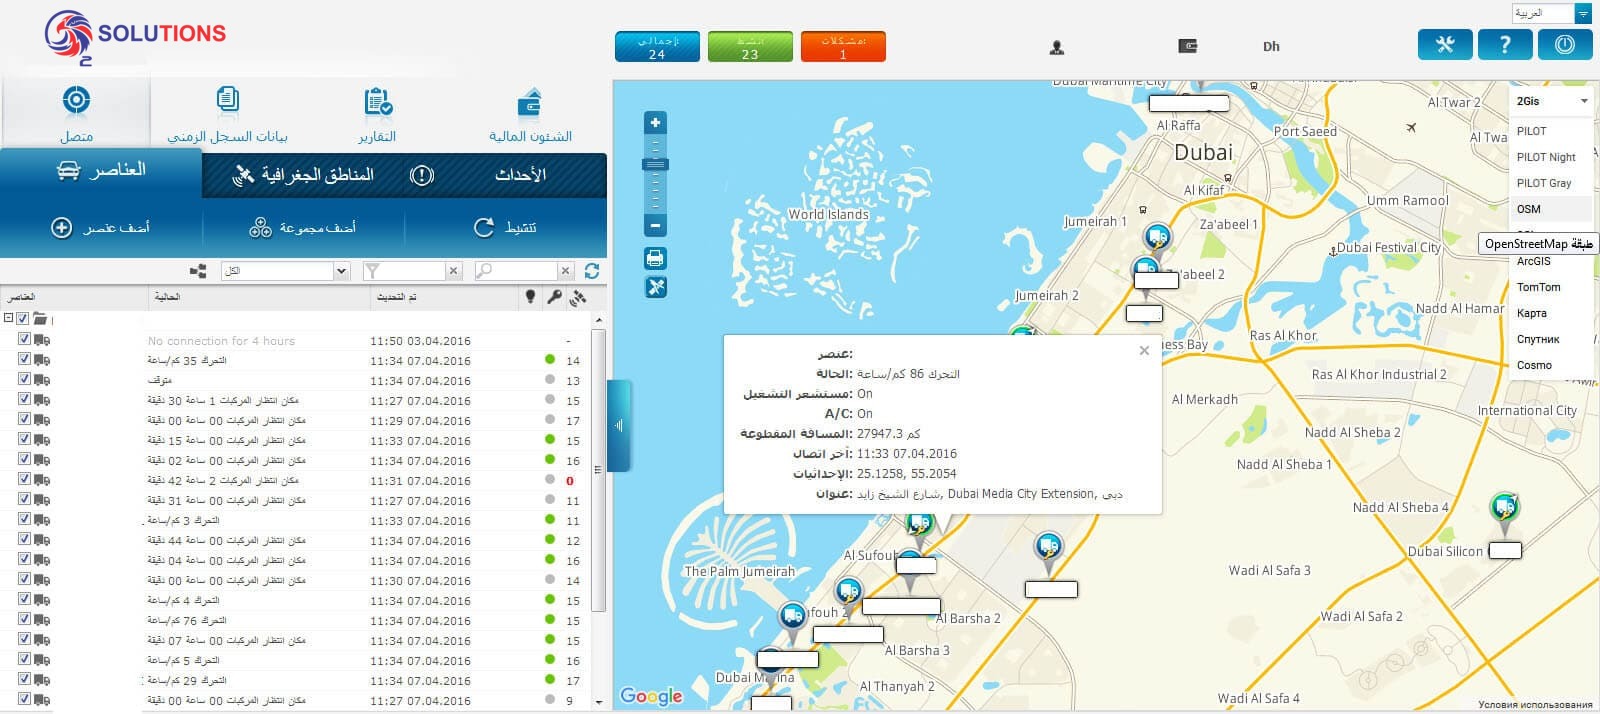 SOLUTIONS
2
إجمالي:
24
نشط:
23
مشكلات:
1
Dh
العربية
?
متصل
بيانات السجل الزمني
التقارير
الشئون المالية
العناصر
المناطق الجغرافية
الأحداث
أضف عنصر
أضف مجموعة
تنشيط
الكل
العناصر
الحالية
تم التحديث
No connection for 4 hours 11:50 03.04.2016 -
التحرك 35 كم/ساعة 11:34 07.04.2016 14
متوقف 11:34 07.04.2016 13
مكان انتظار المركبات 1 ساعة 30 دقيقة 11:27 07.04.2016 15
مكان انتظار المركبات 00 ساعة 00 دقيقة 11:29 07.04.2016 17
مكان انتظار المركبات 00 ساعة 15 دقيقة 11:33 07.04.2016 15
مكان انتظار المركبات 00 ساعة 02 دقيقة 11:34 07.04.2016 16
مكان انتظار المركبات 2 ساعة 42 دقيقة 11:31 07.04.2016 0
مكان انتظار المركبات 00 ساعة 31 دقيقة 11:27 07.04.2016 11
التحرك 3 كم/ساعة 11:33 07.04.2016 11
مكان انتظار المركبات 00 ساعة 44 دقيقة 11:34 07.04.2016 12
مكان انتظار المركبات 00 ساعة 04 دقيقة 11:34 07.04.2016 16
مكان انتظار المركبات 00 ساعة 00 دقيقة 11:30 07.04.2016 14
التحرك 4 كم/ساعة 11:34 07.04.2016 15
التحرك 76 كم/ساعة 11:34 07.04.2016 15
مكان انتظار المركبات 00 ساعة 07 دقيقة 11:34 07.04.2016 15
التحرك 5 كم/ساعة 11:34 07.04.2016 16
التحرك 29 كم/ساعة 11:34 07.04.2016 17
مكان انتظار المركبات 00 ساعة 00 دقيقة 11:27 07.04.2016 9
Dubai Maritime City
Al Raffa
Port Saeed
Al Twar 2
Al Twa
Dubai
Al Kifaf
Umm Ramool
World Islands
Jumeirah 1
Za'abeel 1
Dubai Festival City
Za'abeel 2
Jumeirah 2
Nadd Al Hamar
Ras Al Khor
ness Bay
Ras Al Khor Industrial 2
Al Merkadh
International City
Nadd Al Sheba 2
Nadd Al Sheba 1
Nadd Al Sheba 4
Al Sufouh
Dubai Silicon
The Palm Jumeirah
Wadi Al Safa 3
ufouh 2
Al Barsha 2
Wadi Al Safa 2
Al Barsha 3
Dubai Marina
Al Thanyah 2
Wadi Al Safa 4
Google
Условия использования
2Gis
PILOT
PILOT Night
PILOT Gray
OSM
طبقة OpenStreetMap
ArcGIS
TomTom
Карта
Спутник
Cosmo
عنصر:
الحالة: التحرك 86 كم/ساعة
مستشعر التشغيل: On
A/C: On
المسافة المقطوعة: 27947.3 كم
آخر اتصال: 11:33 07.04.2016
الإحداثيات: 25.1258, 55.2054
عنوان: شارع الشيخ زايد, Dubai Media City Extension, دبي